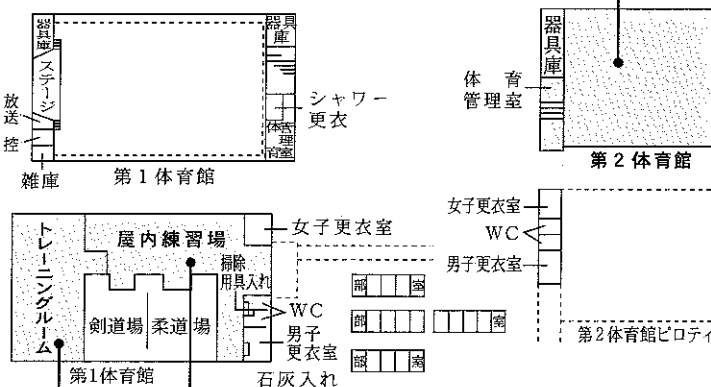 器具庫
ステージ
放送
控
雑庫
器具庫
シャワー
更衣
体育管理室
第1体育館
器具庫
体育
管理室
第2体育館
トレーニングルーム
屋内練習場
掃除
用具入れ
剣道場
柔道場
女子更衣室
WC
男子
更衣室
石灰入れ
第1体育館
部室
部室
部室
女子更衣室
WC
男子更衣室
第2体育館ピロティ